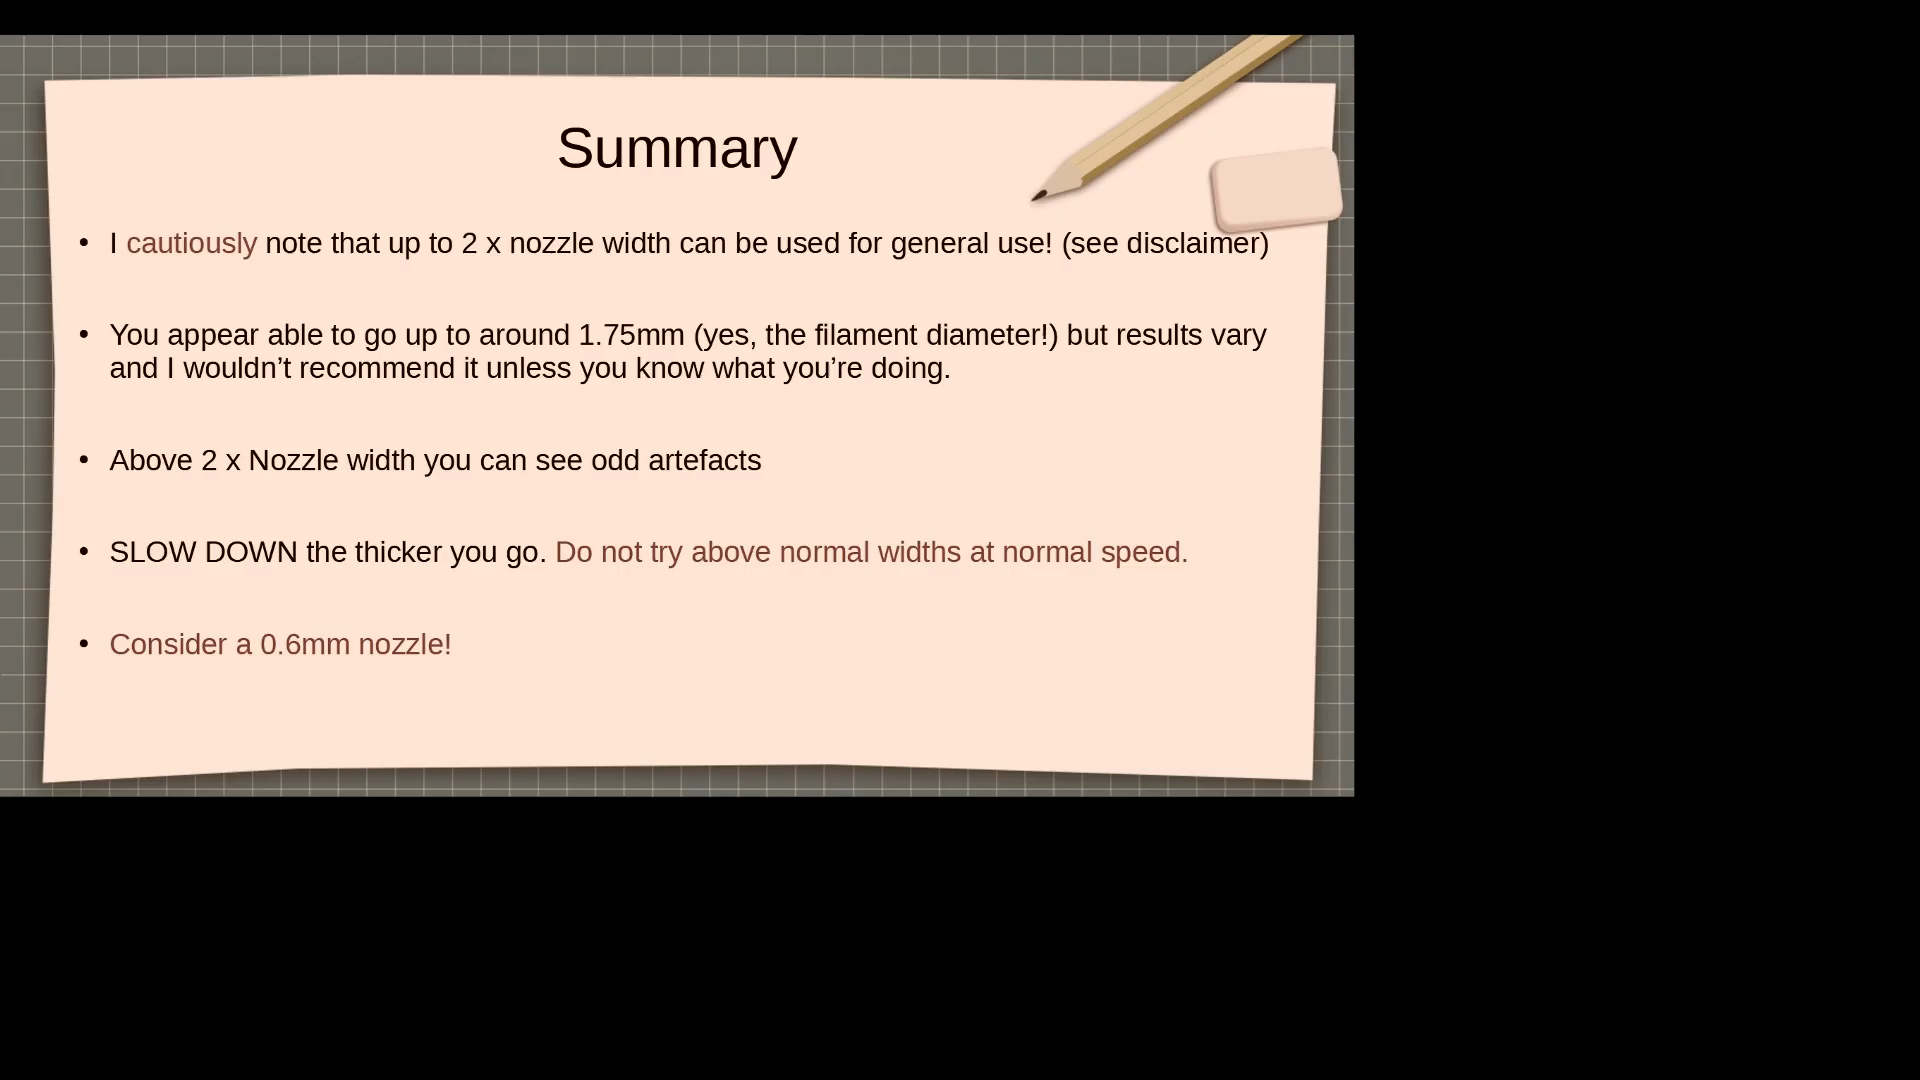 Summary
• I cautiously note that up to 2 x nozzle width can be used for general use! (see disclaimer)
• You appear able to go up to around 1.75mm (yes, the filament diameter!) but results vary
and I wouldn’t recommend it unless you know what you’re doing.
• Above 2 x Nozzle width you can see odd artefacts
• SLOW DOWN the thicker you go. Do not try above normal widths at normal speed.
• Consider a 0.6mm nozzle!